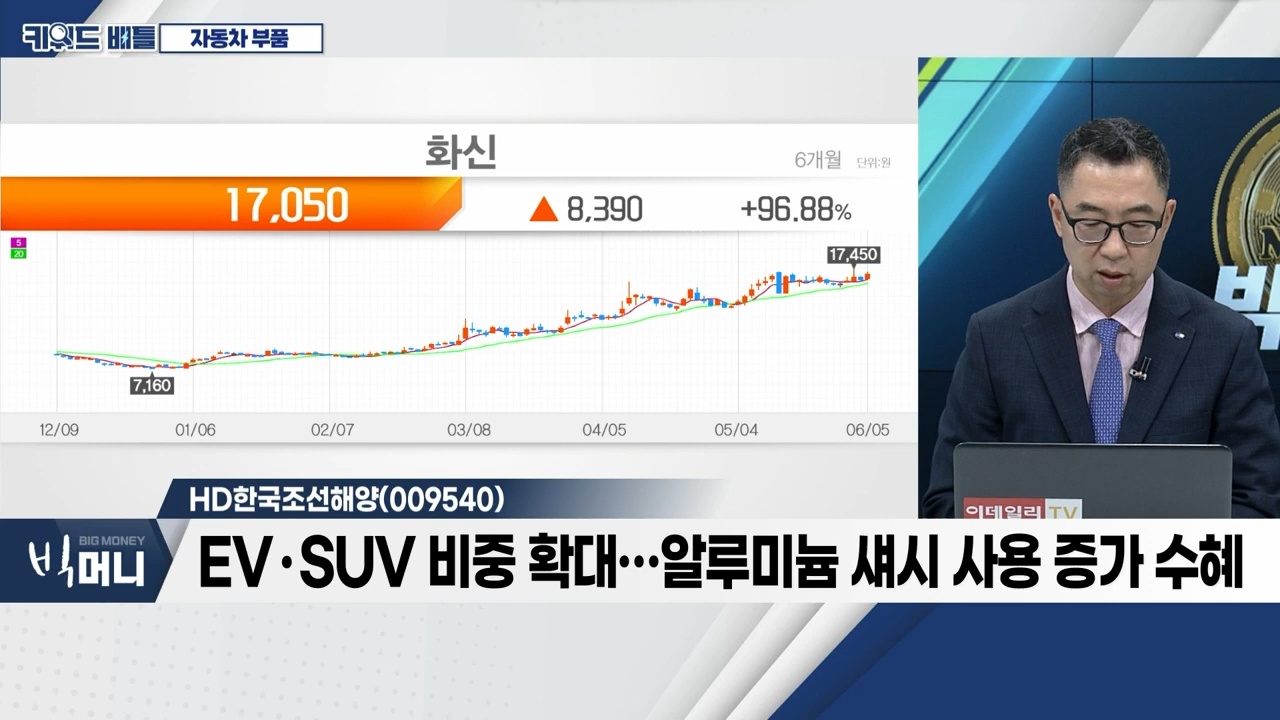 키워드 배틀
자동차 부품
화신
6개월 단위:원
17,050 ▲ 8,390 +96.88%
5
20
17,450
7,160
12/09 01/06 02/07 03/08 04/05 05/04 06/05
이데일리 TV
HD한국조선해양(009540)
BIG MONEY
빅머니
EV·SUV 비중 확대…알루미늄 섀시 사용 증가 수혜